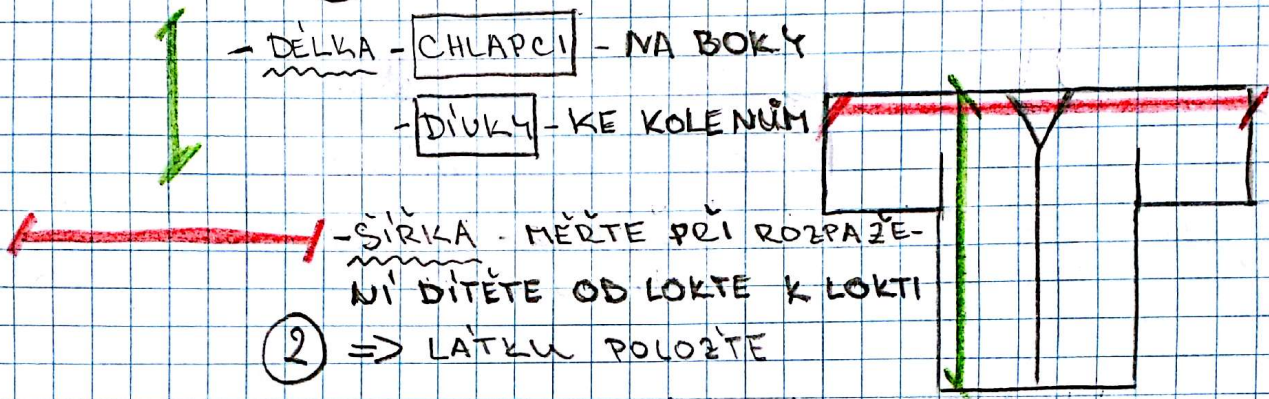 - DÉLKA - CHLAPCI - NA BOKY
- DÍVKY - KE KOLENŮM
- ŠÍŘKA - MĚŘTE PŘI ROZPAŽE-
NÍ DÍTĚTE OD LOKTE K LOKTI
2 => LÁTKU POLOŽTE